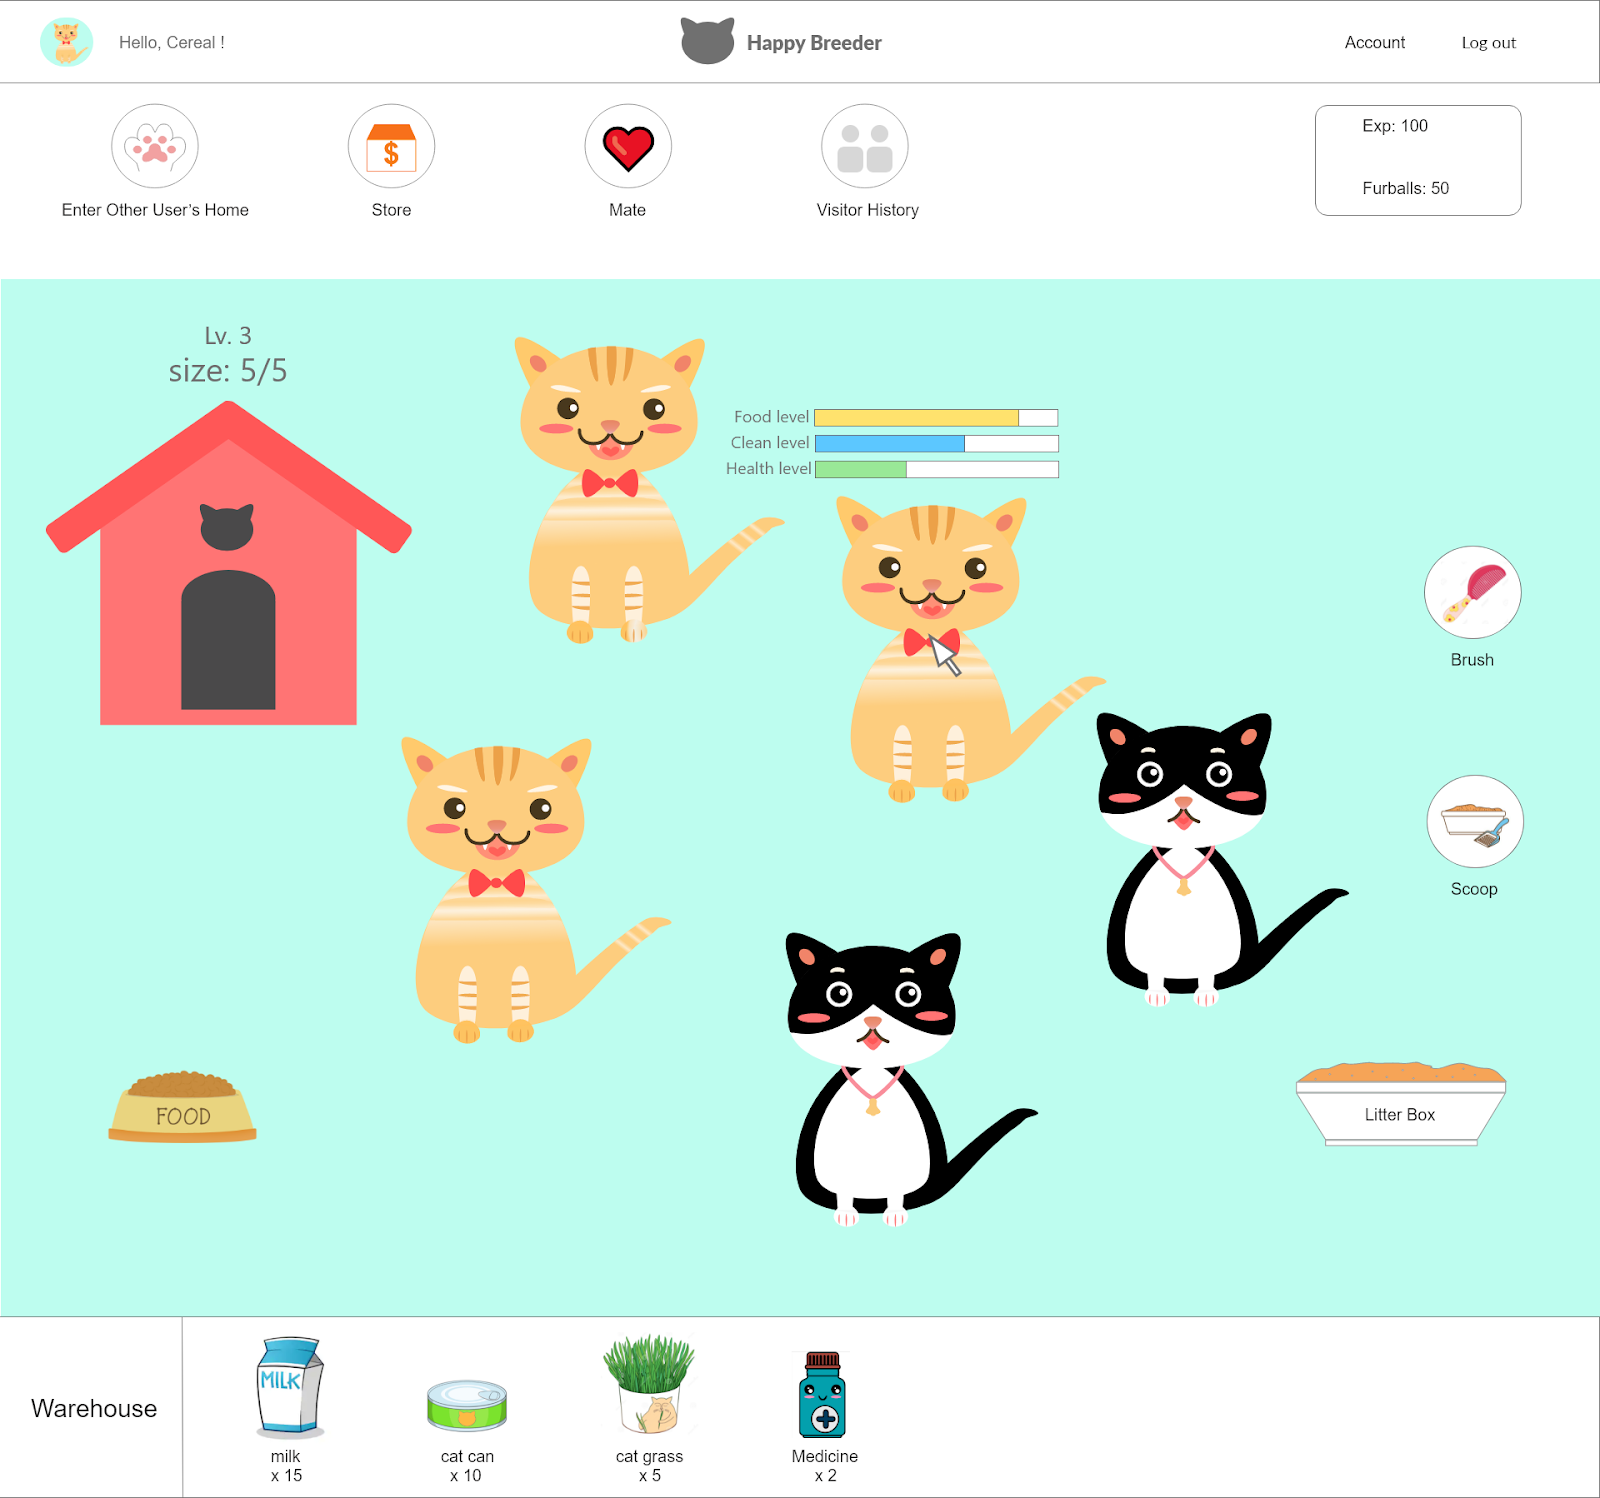 Hello, Cereal !
Happy Breeder
Account
Log out
Enter Other User's Home
$
Store
Mate
Visitor History
Exp: 100
Furballs: 50
Lv. 3
size: 5/5
Food level
Clean level
Health level
Brush
Scoop
FOOD
Litter Box
Warehouse
MILK
milk
x 15
cat can
x 10
cat grass
x 5
Medicine
x 2